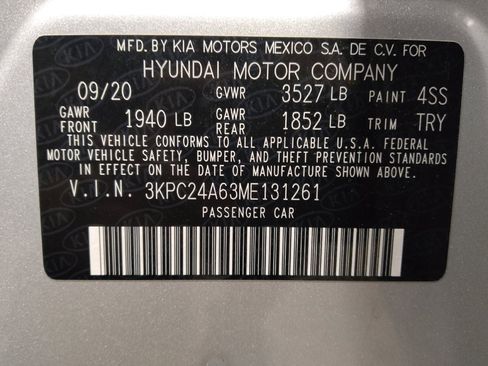 MFD. BY KIA MOTORS MEXICO S.A. DE C.V. FOR
HYUNDAI MOTOR COMPANY
09/20 GVWR 3527 LB PAINT 4SS
GAWR FRONT 1940 LB GAWR REAR 1852 LB TRIM TRY
THIS VEHICLE CONFORMS TO ALL APPLICABLE U.S.A. FEDERAL
MOTOR VEHICLE SAFETY, BUMPER, AND THEFT PREVENTION STANDARDS
IN EFFECT ON THE DATE OF MANUFACTURE SHOWN ABOVE.
V.I.N. 3KPC24A63ME131261
PASSENGER CAR